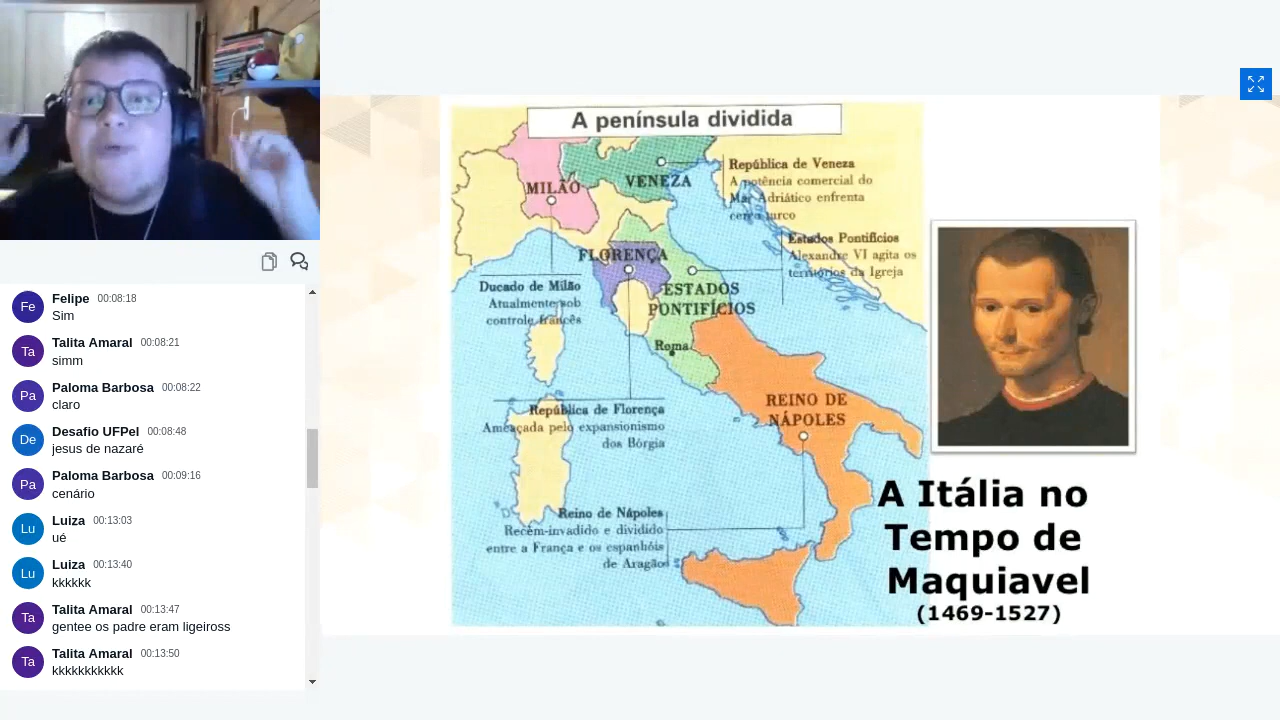 Fe
Felipe 00:08:18
Sim
Ta
Talita Amaral 00:08:21
simm
Pa
Paloma Barbosa 00:08:22
claro
De
Desafio UFPel 00:08:48
jesus de nazaré
Pa
Paloma Barbosa 00:09:16
cenário
Lu
Luiza 00:13:03
ué
Lu
Luiza 00:13:40
kkkkkk
Ta
Talita Amaral 00:13:47
gentee os padre eram ligeiross
Ta
Talita Amaral 00:13:50
kkkkkkkkkkk
A península dividida
MILÃO
VENEZA
República de Veneza
A potência comercial do
Mar Adriático enfrenta
cerco turco
FLORENÇA
Estados Pontifícios
Alexandre VI agita os
territórios da Igreja
Ducado de Milão
Atualmente sob
controle francês
ESTADOS
PONTIFÍCIOS
Roma
REINO DE
NÁPOLES
República de Florença
Ameaçada pelo expansionismo
dos Bórgia
Reino de Nápoles
Recém-invadido e dividido
entre a França e os espanhóis
de Aragão
A Itália no
Tempo de
Maquiavel
(1469-1527)